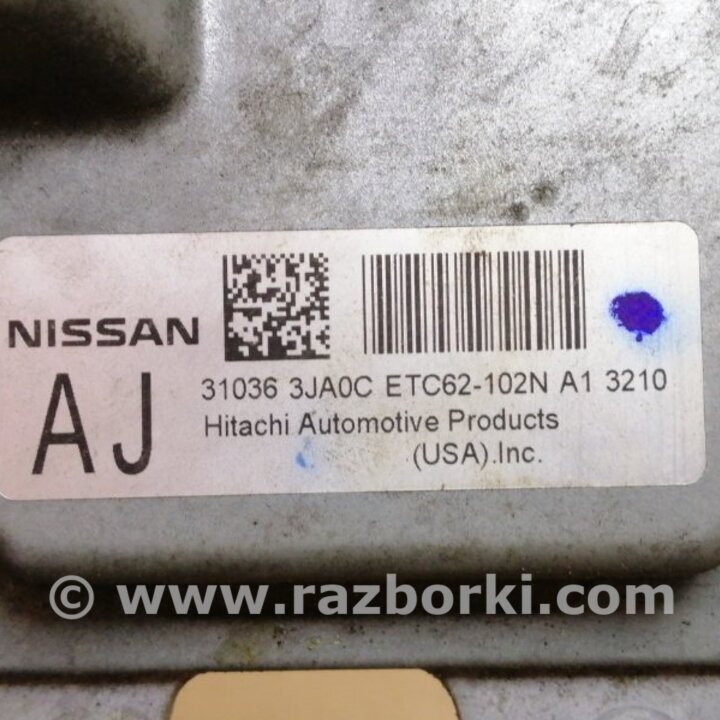 NISSAN
AJ
31036 3JA0C ETC62-102N A1 3210
Hitachi Automotive Products
(USA).Inc.
© www.razborki.com